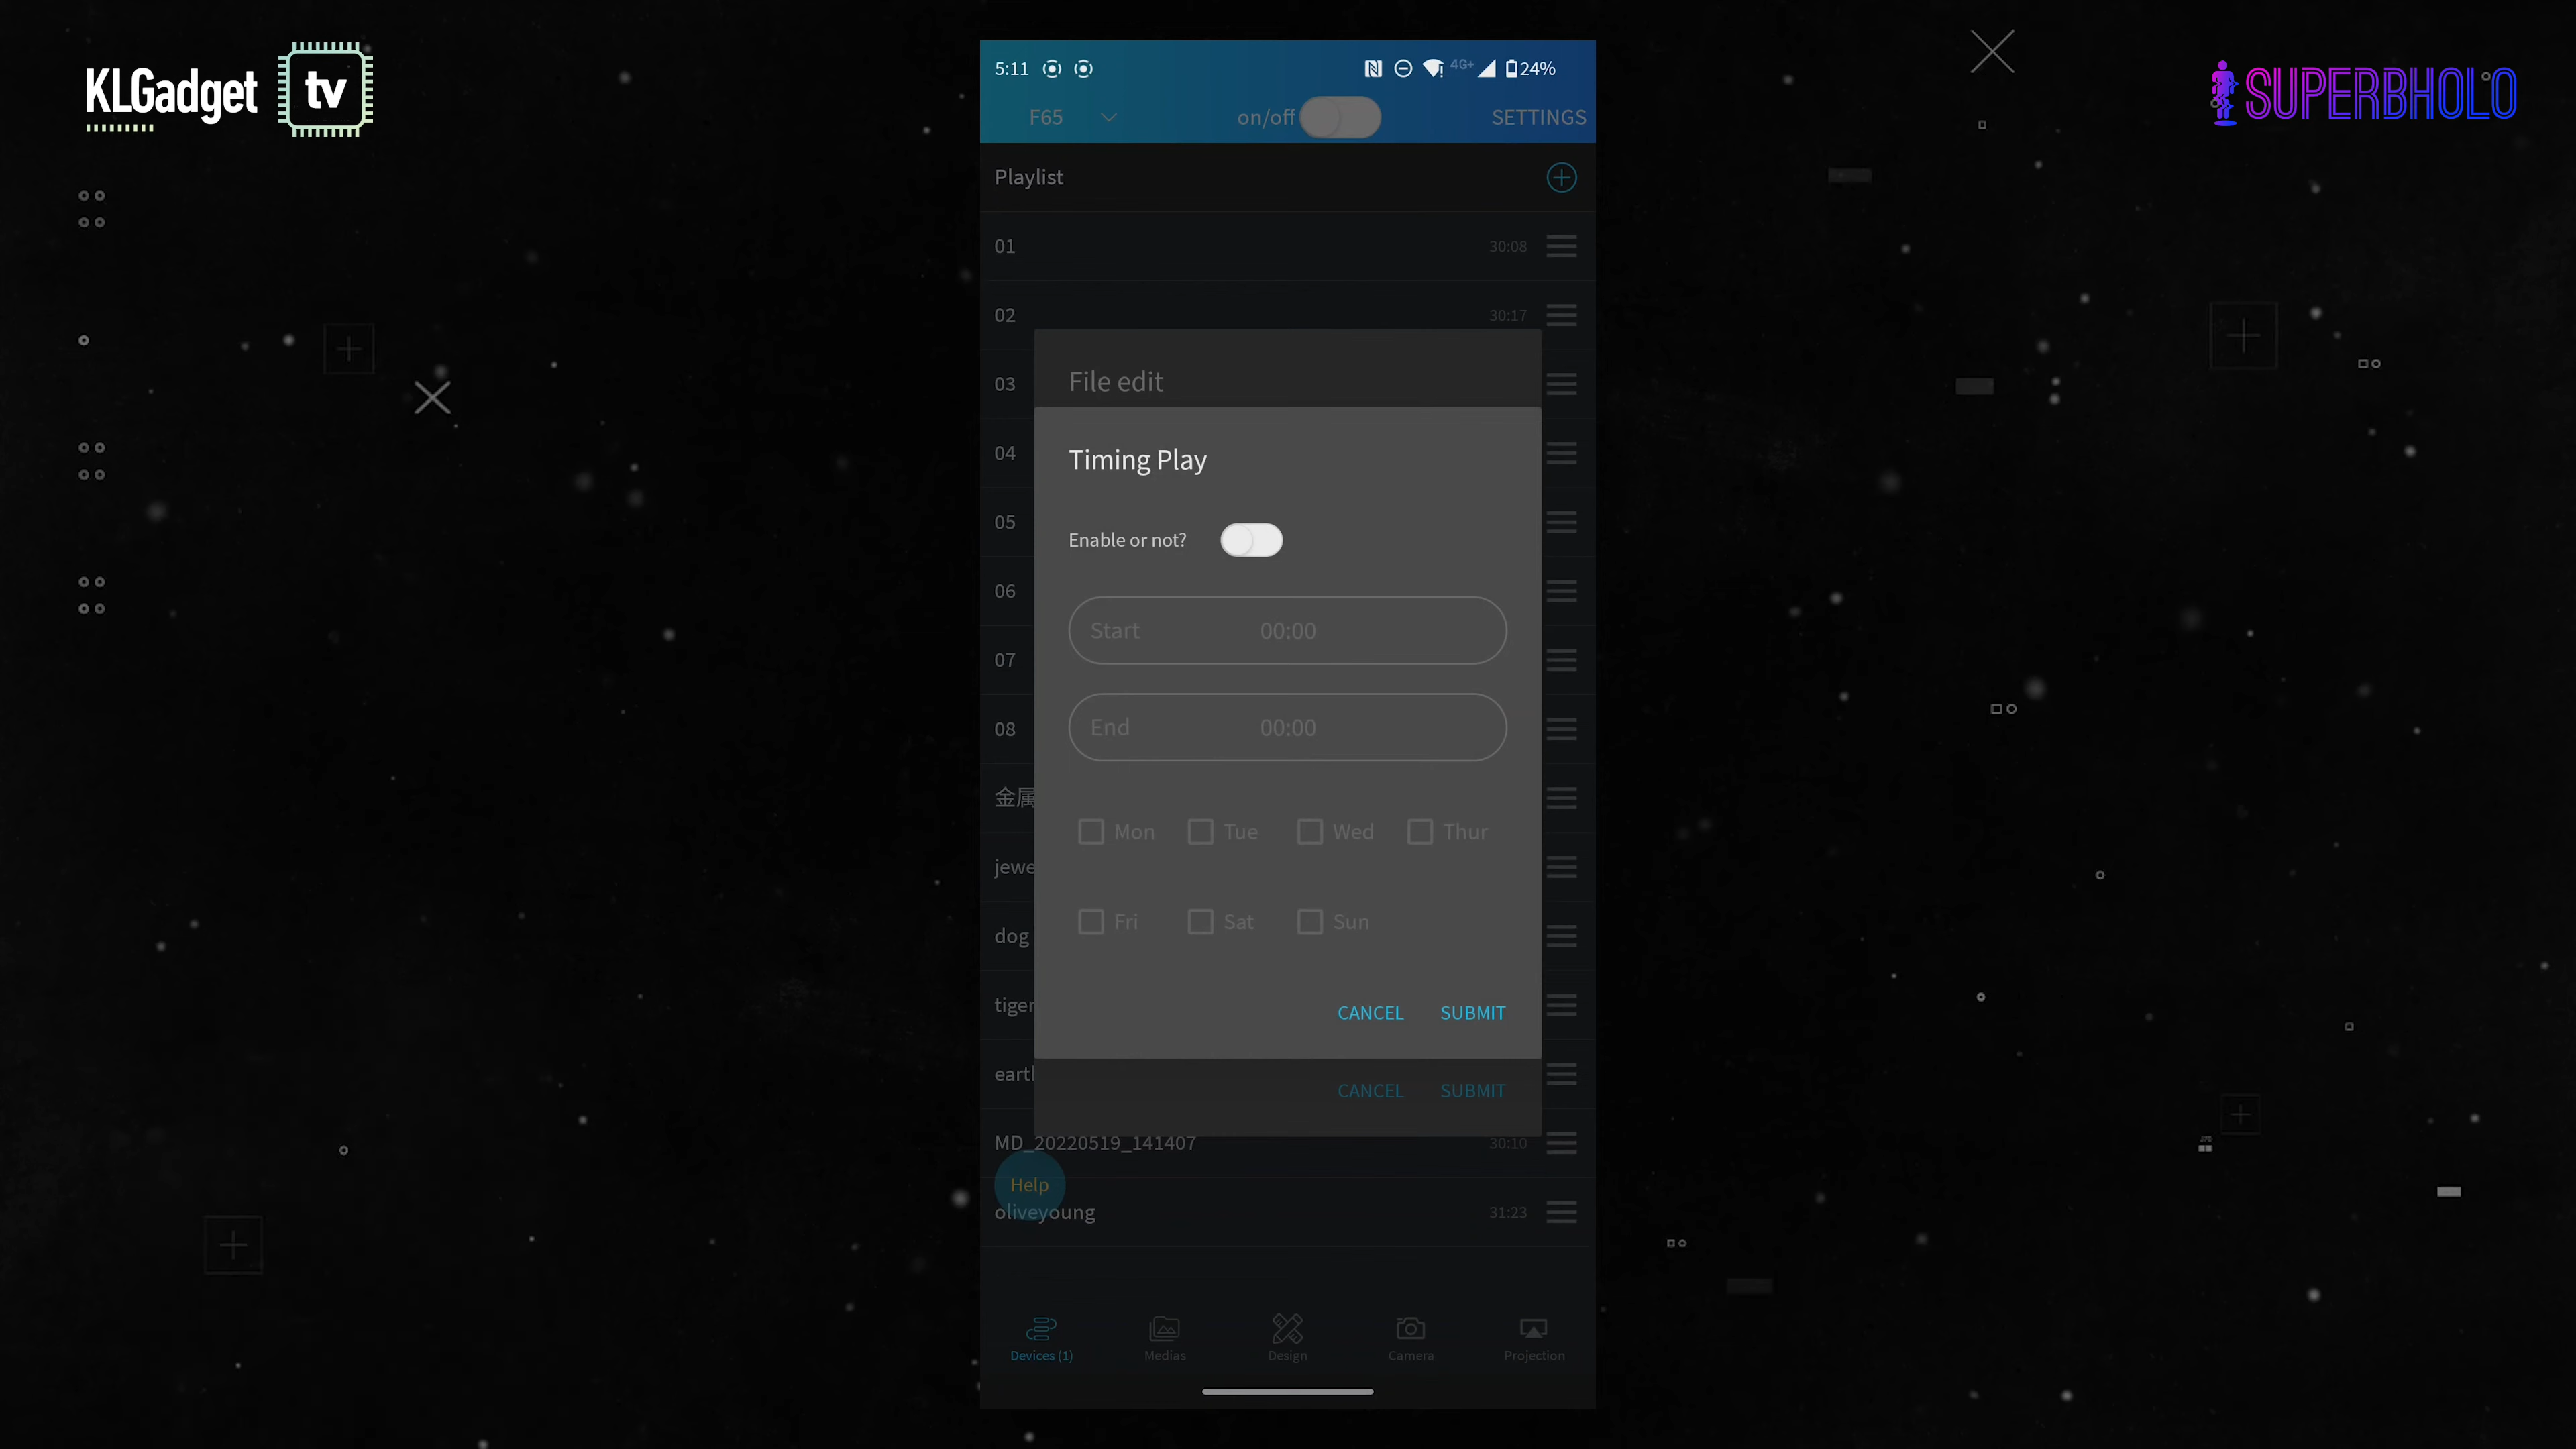 KLGadget tv
SUPERBHOLO
5:11 4G+ 24%
F65 on/off SETTINGS
Playlist
01 30:08
02 30:17
03
File edit
04
Timing Play
05
Enable or not?
06
Start 00:00
07
End 00:00
08
金属
Mon Tue Wed Thur
jewe
Fri Sat Sun
dog
tiger
CANCEL SUBMIT
eart
CANCEL SUBMIT
MD_20220519_141407 30:10
Help
oliveyoung 31:23
Devices (1) Medias Design Camera Projection